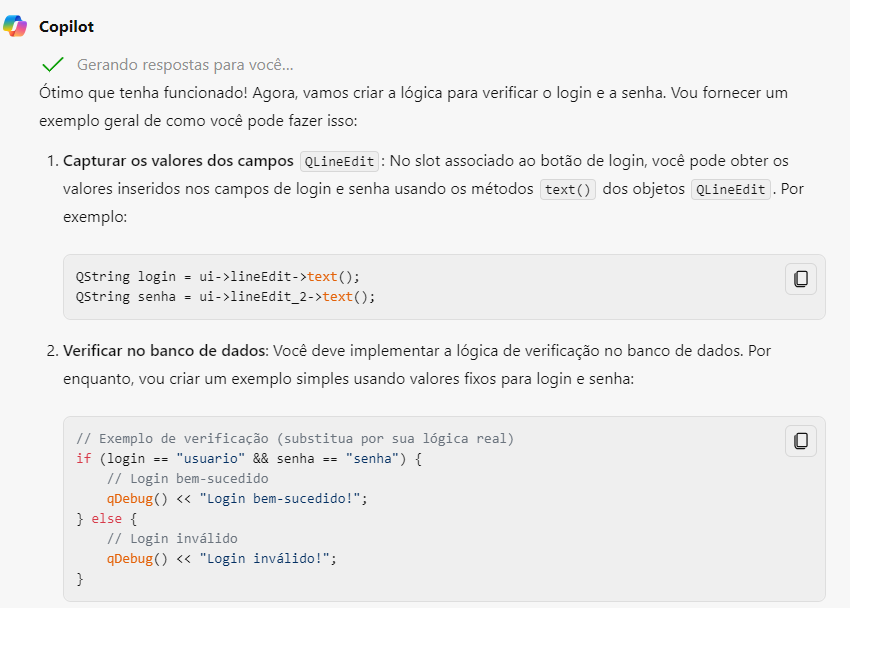 Copilot
Gerando respostas para você...
Ótimo que tenha funcionado! Agora, vamos criar a lógica para verificar o login e a senha. Vou fornecer um
exemplo geral de como você pode fazer isso:
1. Capturar os valores dos campos QLineEdit: No slot associado ao botão de login, você pode obter os
valores inseridos nos campos de login e senha usando os métodos text() dos objetos QLineEdit. Por
exemplo:
QString login = ui->lineEdit->text();
QString senha = ui->lineEdit_2->text();
2. Verificar no banco de dados: Você deve implementar a lógica de verificação no banco de dados. Por
enquanto, vou criar um exemplo simples usando valores fixos para login e senha:
// Exemplo de verificação (substitua por sua lógica real)
if (login == "usuario" && senha == "senha") {
    // Login bem-sucedido
    qDebug() << "Login bem-sucedido!";
} else {
    // Login inválido
    qDebug() << "Login inválido!";
}